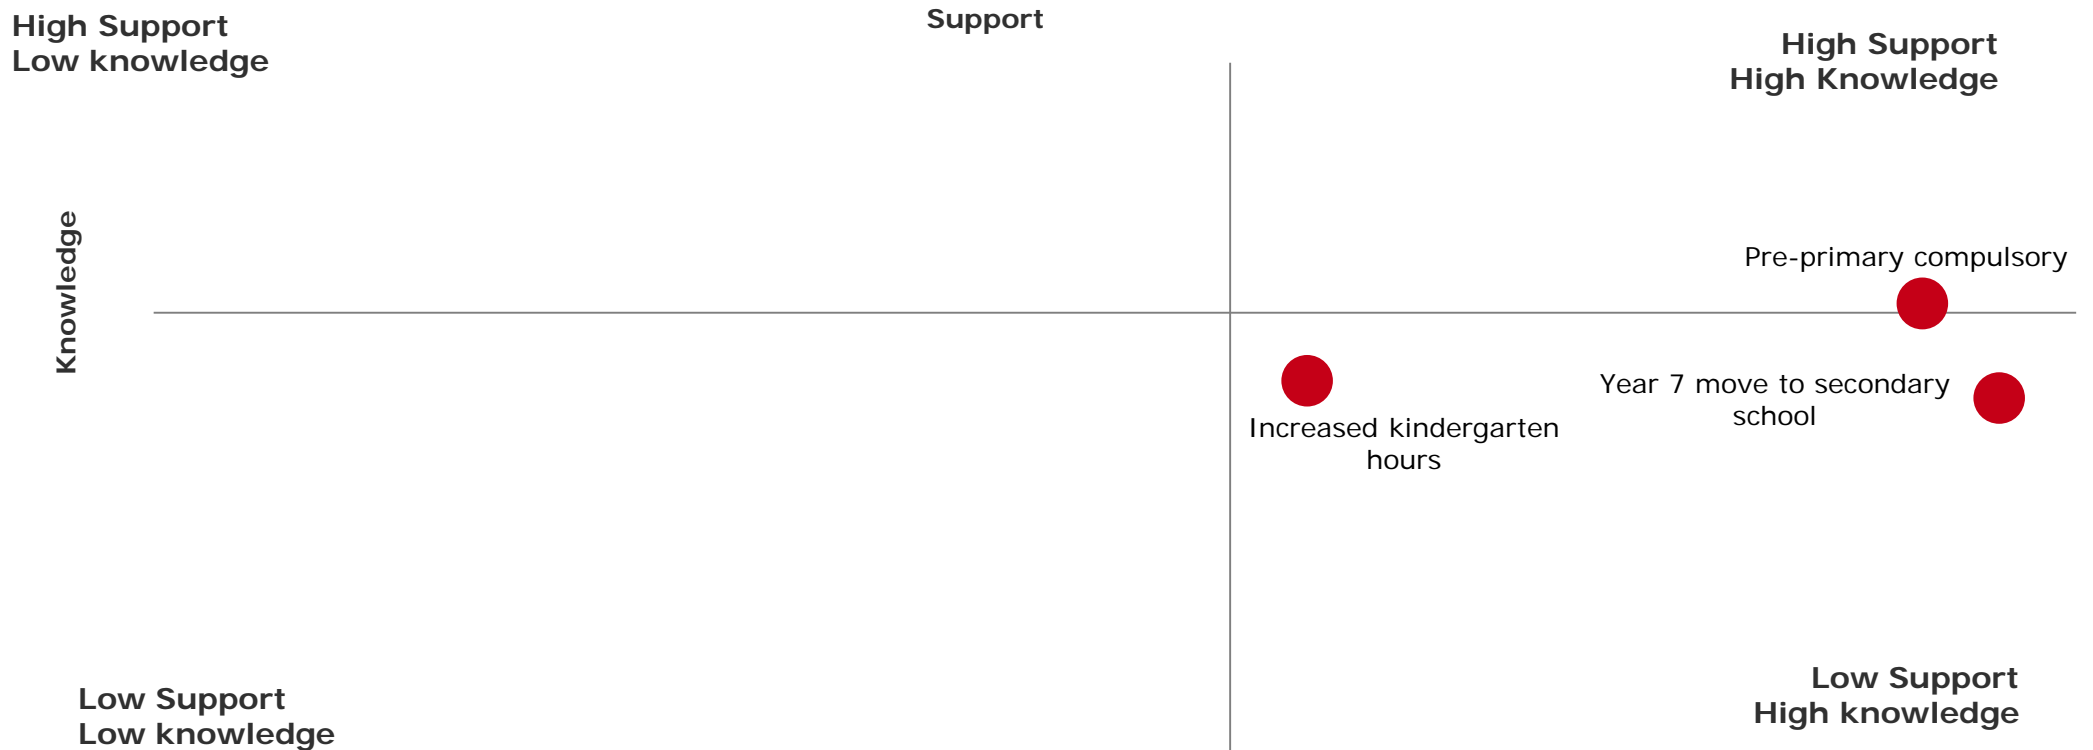 High Support
Low knowledge
Support
High Support
High Knowledge
Knowledge
Pre-primary compulsory
Year 7 move to secondary
school
Increased kindergarten
hours
Low Support
Low knowledge
Low Support
High knowledge